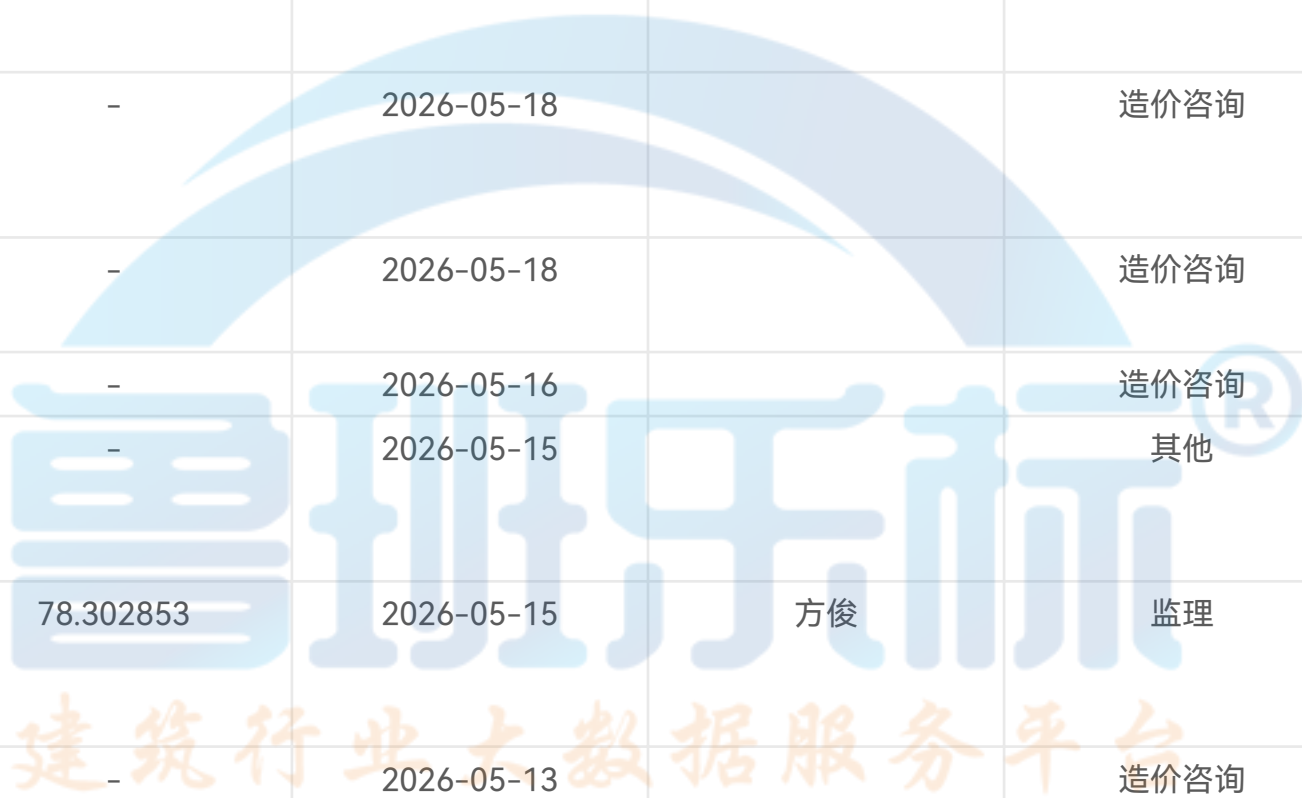 - 2026-05-18 造价咨询
- 2026-05-18 造价咨询
- 2026-05-16 造价咨询
- 2026-05-15 其他
78.302853 2026-05-15 方俊 监理
- 2026-05-13 造价咨询
鲁班乐标®
建筑行业大数据服务平台